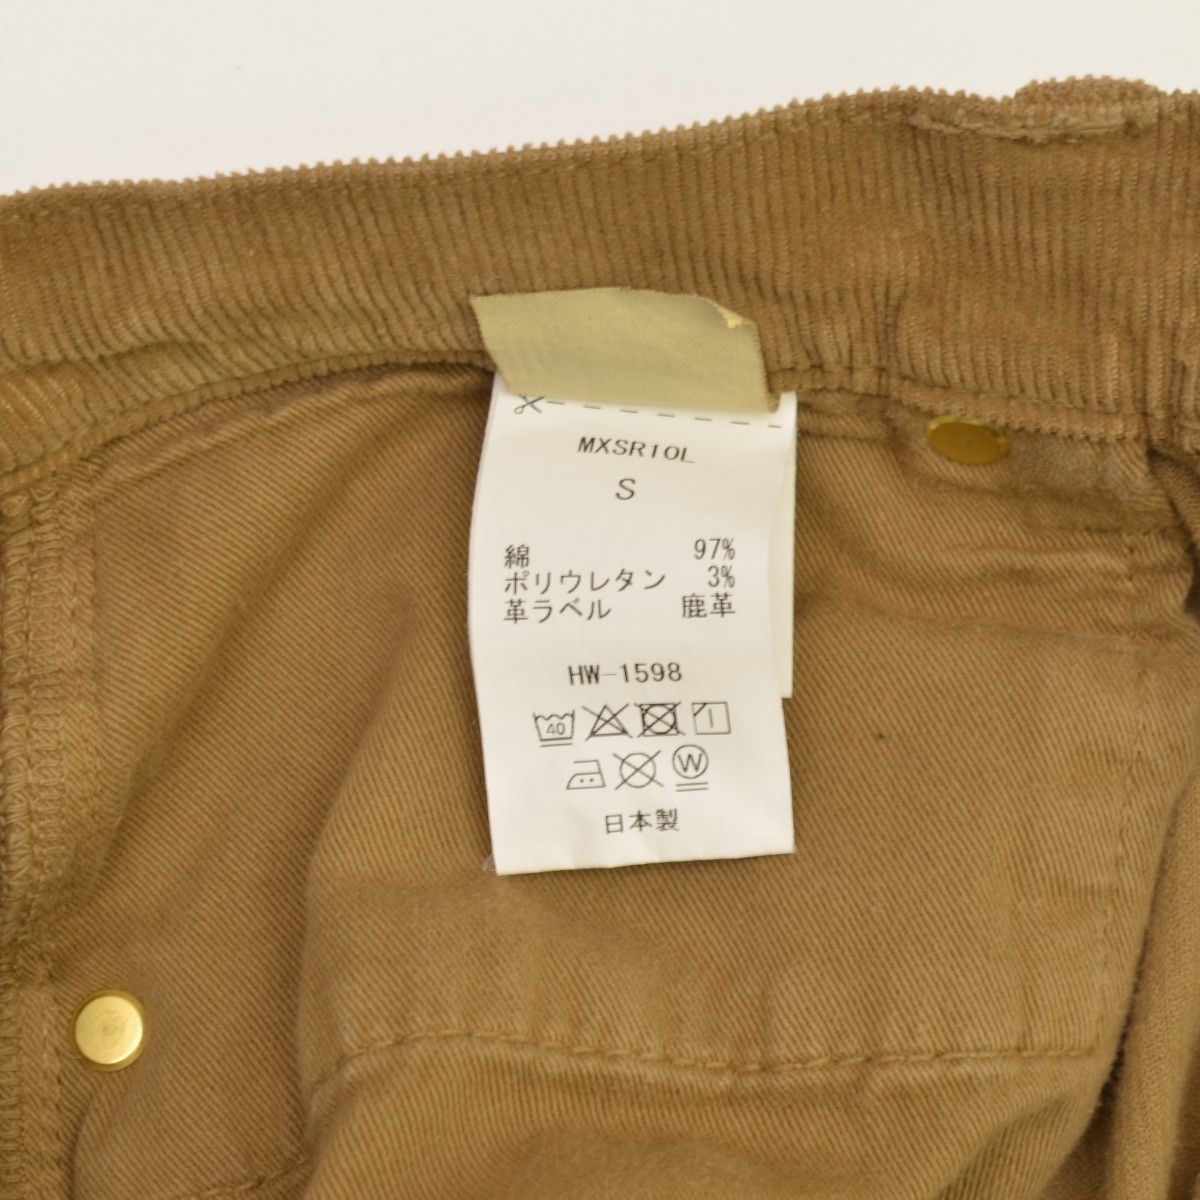 MXSR10L
S
綿 97%
ポリウレタン 3%
革ラベル 鹿革
HW-1598
40
W
日本製